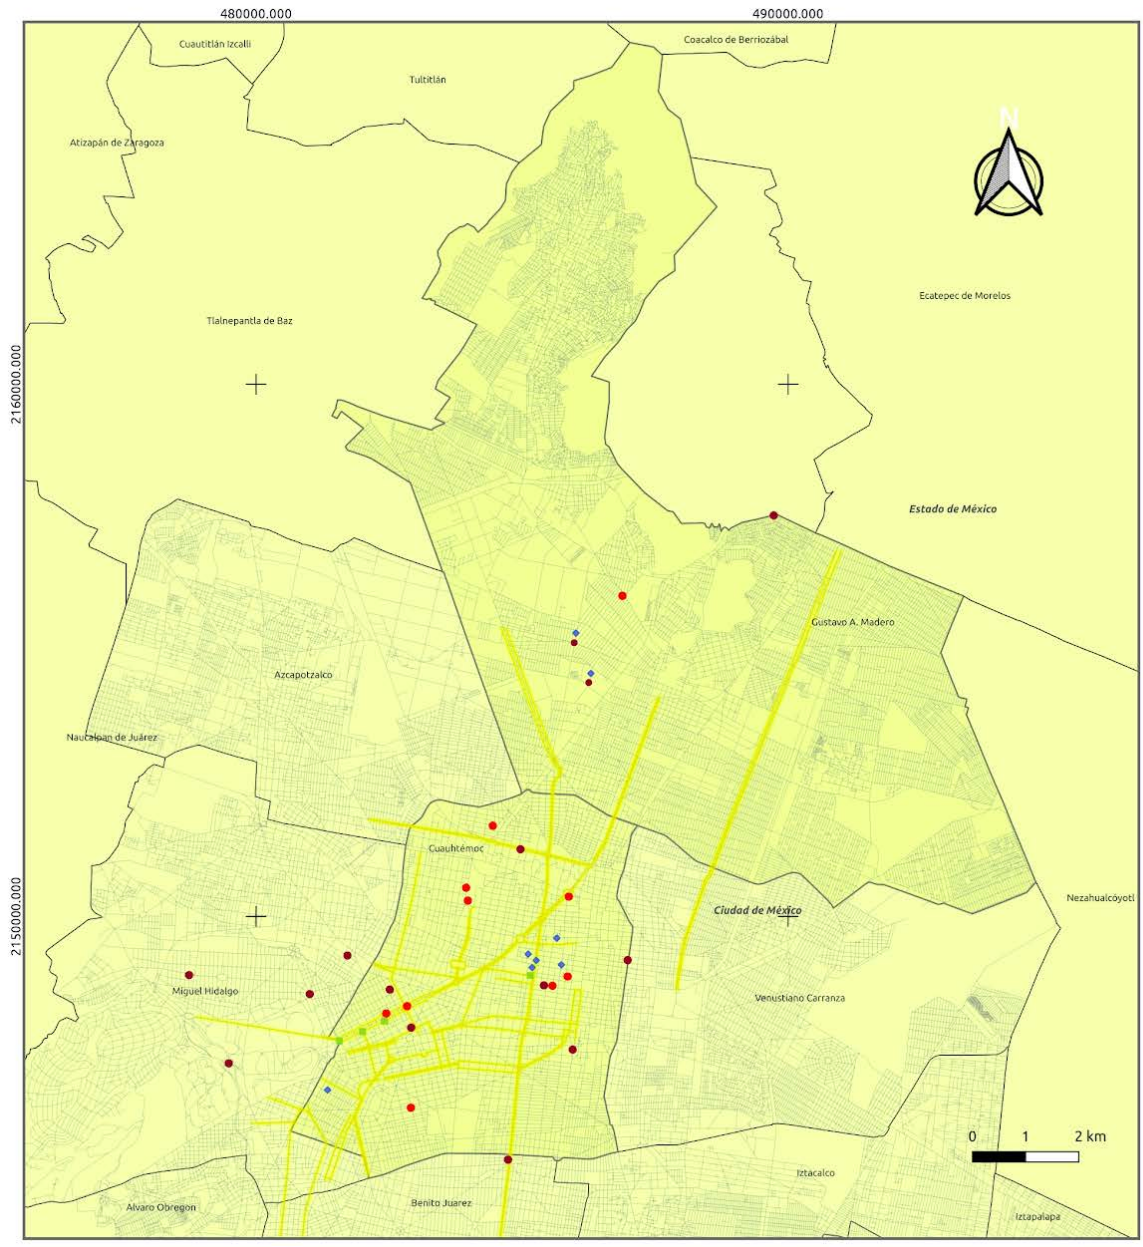 480000.000 490000.000
Cuautitlán Izcalli
Coacalco de Berriozábal
Tultitlán
N
Atizapán de Zaragoza
Ecatepec de Morelos
Tlalnepantla de Baz
2160000.000
Estado de México
Gustavo A. Madero
Azcapotzalco
Naucalpan de Juárez
Cuauhtémoc
Nezahualcóyotl
Ciudad de México
2150000.000
Miguel Hidalgo
Venustiano Carranza
0 1 2 km
Iztacalco
Benito Juarez
Alvaro Obregon
Iztapalapa